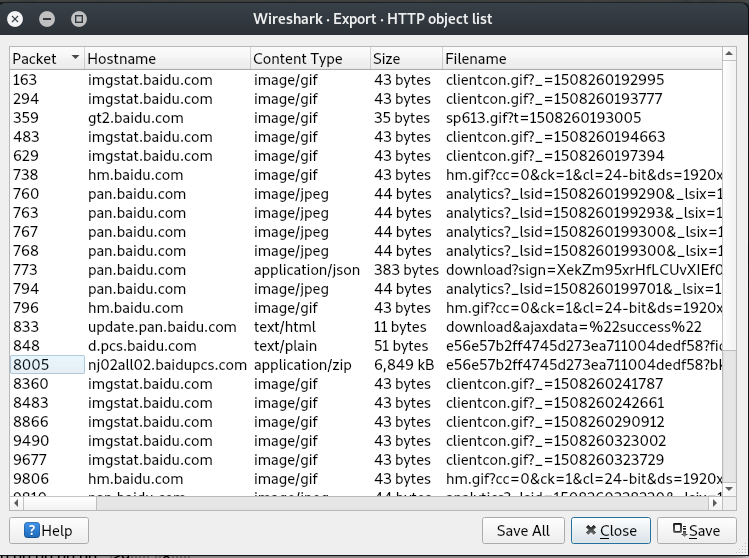 Wireshark · Export · HTTP object list
Packet Hostname Content Type Size Filename
163 imgstat.baidu.com image/gif 43 bytes clientcon.gif?_=1508260192995
294 imgstat.baidu.com image/gif 43 bytes clientcon.gif?_=1508260193777
359 gt2.baidu.com image/gif 35 bytes sp613.gif?t=1508260193005
483 imgstat.baidu.com image/gif 43 bytes clientcon.gif?_=1508260194663
629 imgstat.baidu.com image/gif 43 bytes clientcon.gif?_=1508260197394
738 hm.baidu.com image/gif 43 bytes hm.gif?cc=0&ck=1&cl=24-bit&ds=1920x
760 pan.baidu.com image/jpeg 44 bytes analytics?_lsid=1508260199290&_lsix=1
763 pan.baidu.com image/jpeg 44 bytes analytics?_lsid=1508260199293&_lsix=1
767 pan.baidu.com image/jpeg 44 bytes analytics?_lsid=1508260199300&_lsix=1
768 pan.baidu.com image/jpeg 44 bytes analytics?_lsid=1508260199300&_lsix=1
773 pan.baidu.com application/json 383 bytes download?sign=XekZm95xrHfLCUvXIEf0
794 pan.baidu.com image/jpeg 44 bytes analytics?_lsid=1508260199701&_lsix=1
796 hm.baidu.com image/gif 43 bytes hm.gif?cc=0&ck=1&cl=24-bit&ds=1920x
833 update.pan.baidu.com text/html 11 bytes download&ajaxdata=%22success%22
848 d.pcs.baidu.com text/plain 51 bytes e56e57b2ff4745d273ea711004dedf58?fid
8005 nj02all02.baidupcs.com application/zip 6,849 kB e56e57b2ff4745d273ea711004dedf58?bk
8360 imgstat.baidu.com image/gif 43 bytes clientcon.gif?_=1508260241787
8483 imgstat.baidu.com image/gif 43 bytes clientcon.gif?_=1508260242661
8866 imgstat.baidu.com image/gif 43 bytes clientcon.gif?_=1508260290912
9490 imgstat.baidu.com image/gif 43 bytes clientcon.gif?_=1508260323002
9677 imgstat.baidu.com image/gif 43 bytes clientcon.gif?_=1508260323729
9806 hm.baidu.com image/gif 43 bytes hm.gif?cc=0&ck=1&cl=24-bit&ds=1920x
Help Save All Close Save